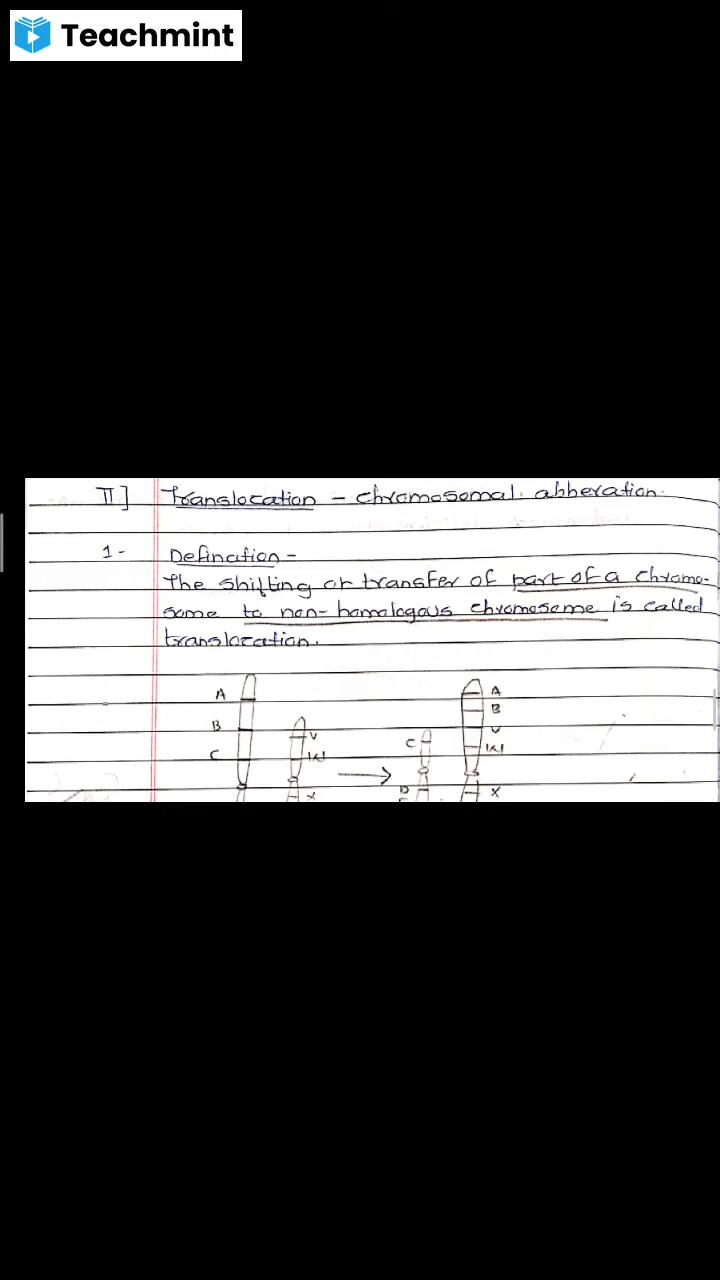 Teachmint
II] Translocation - chromosomal abheration.
1- Defination -
The shifting or transfer of part of a chromo-
some to non-homologous chromosome is called
translocation.
A
A
B
B
V
V
C
C
W
W
D
X
X